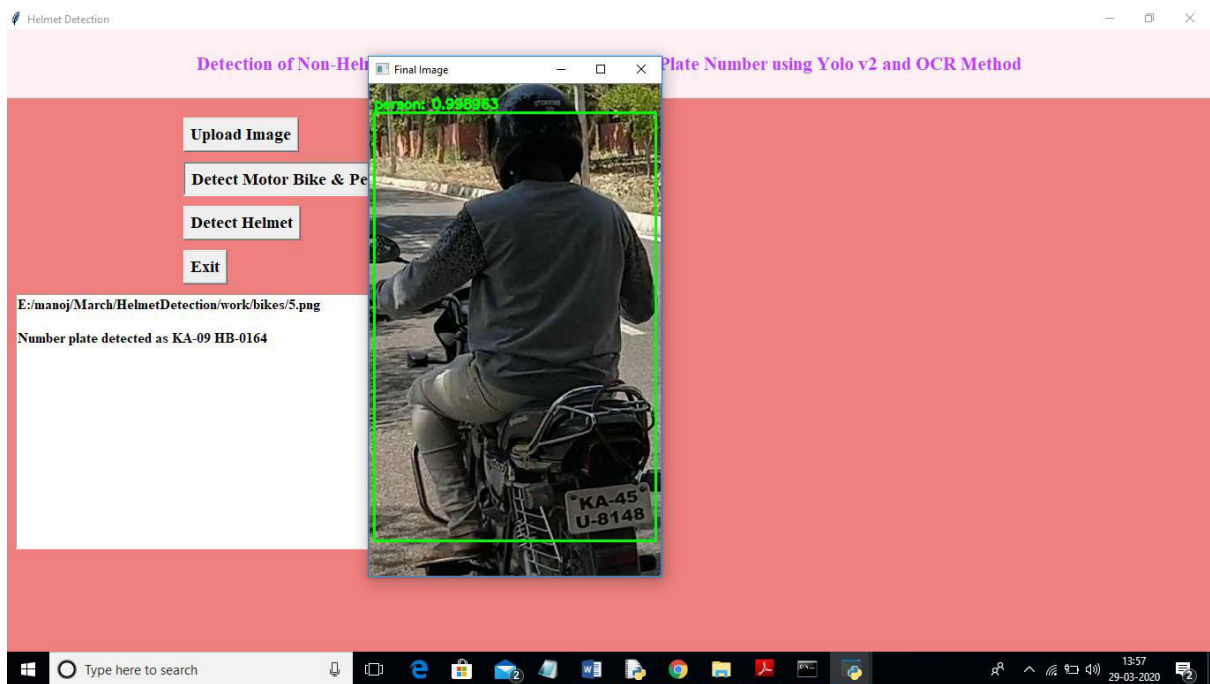 Helmet Detection
Detection of Non-Hel
Plate Number using Yolo v2 and OCR Method
Final Image
person: 0.998963
Upload Image
Detect Motor Bike & Pe
Detect Helmet
Exit
E:/manoj/March/HelmetDetection/work/bikes/5.png
Number plate detected as KA-09 HB-0164
KA-45
U-8148
Type here to search
2
13:57
29-03-2020
2